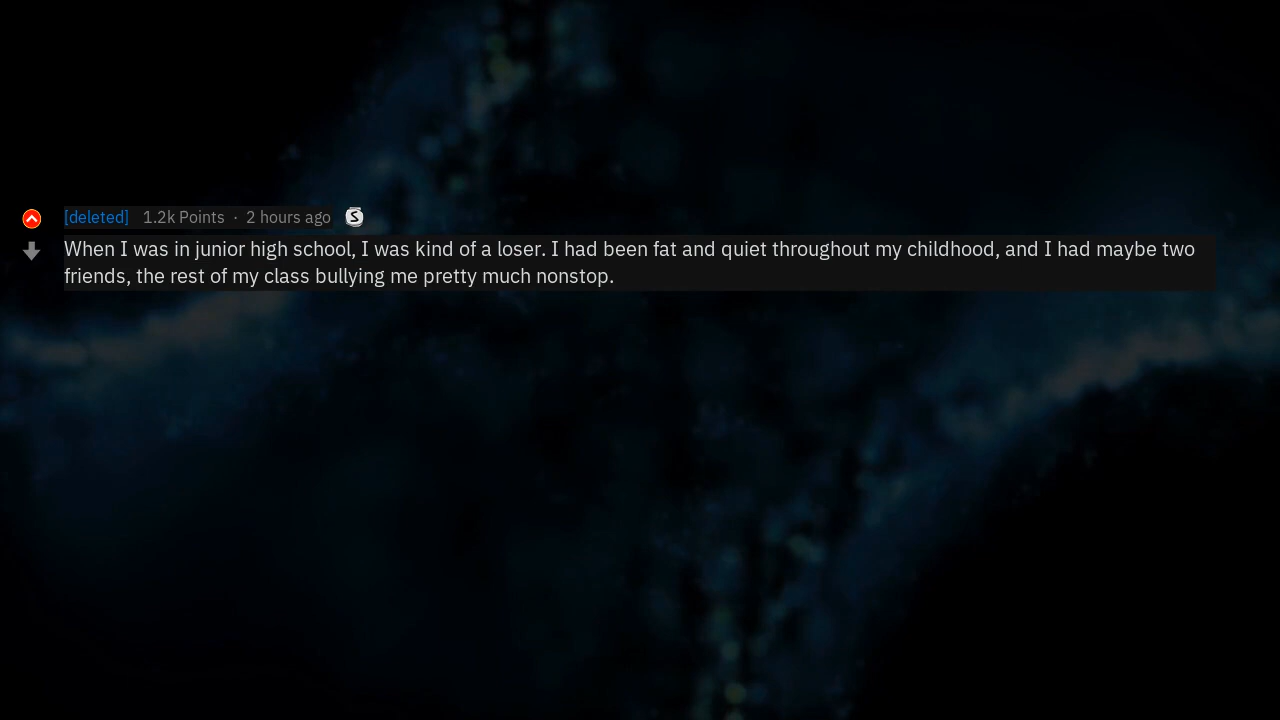 [deleted] 1.2k Points · 2 hours ago S
When I was in junior high school, I was kind of a loser. I had been fat and quiet throughout my childhood, and I had maybe two
friends, the rest of my class bullying me pretty much nonstop.